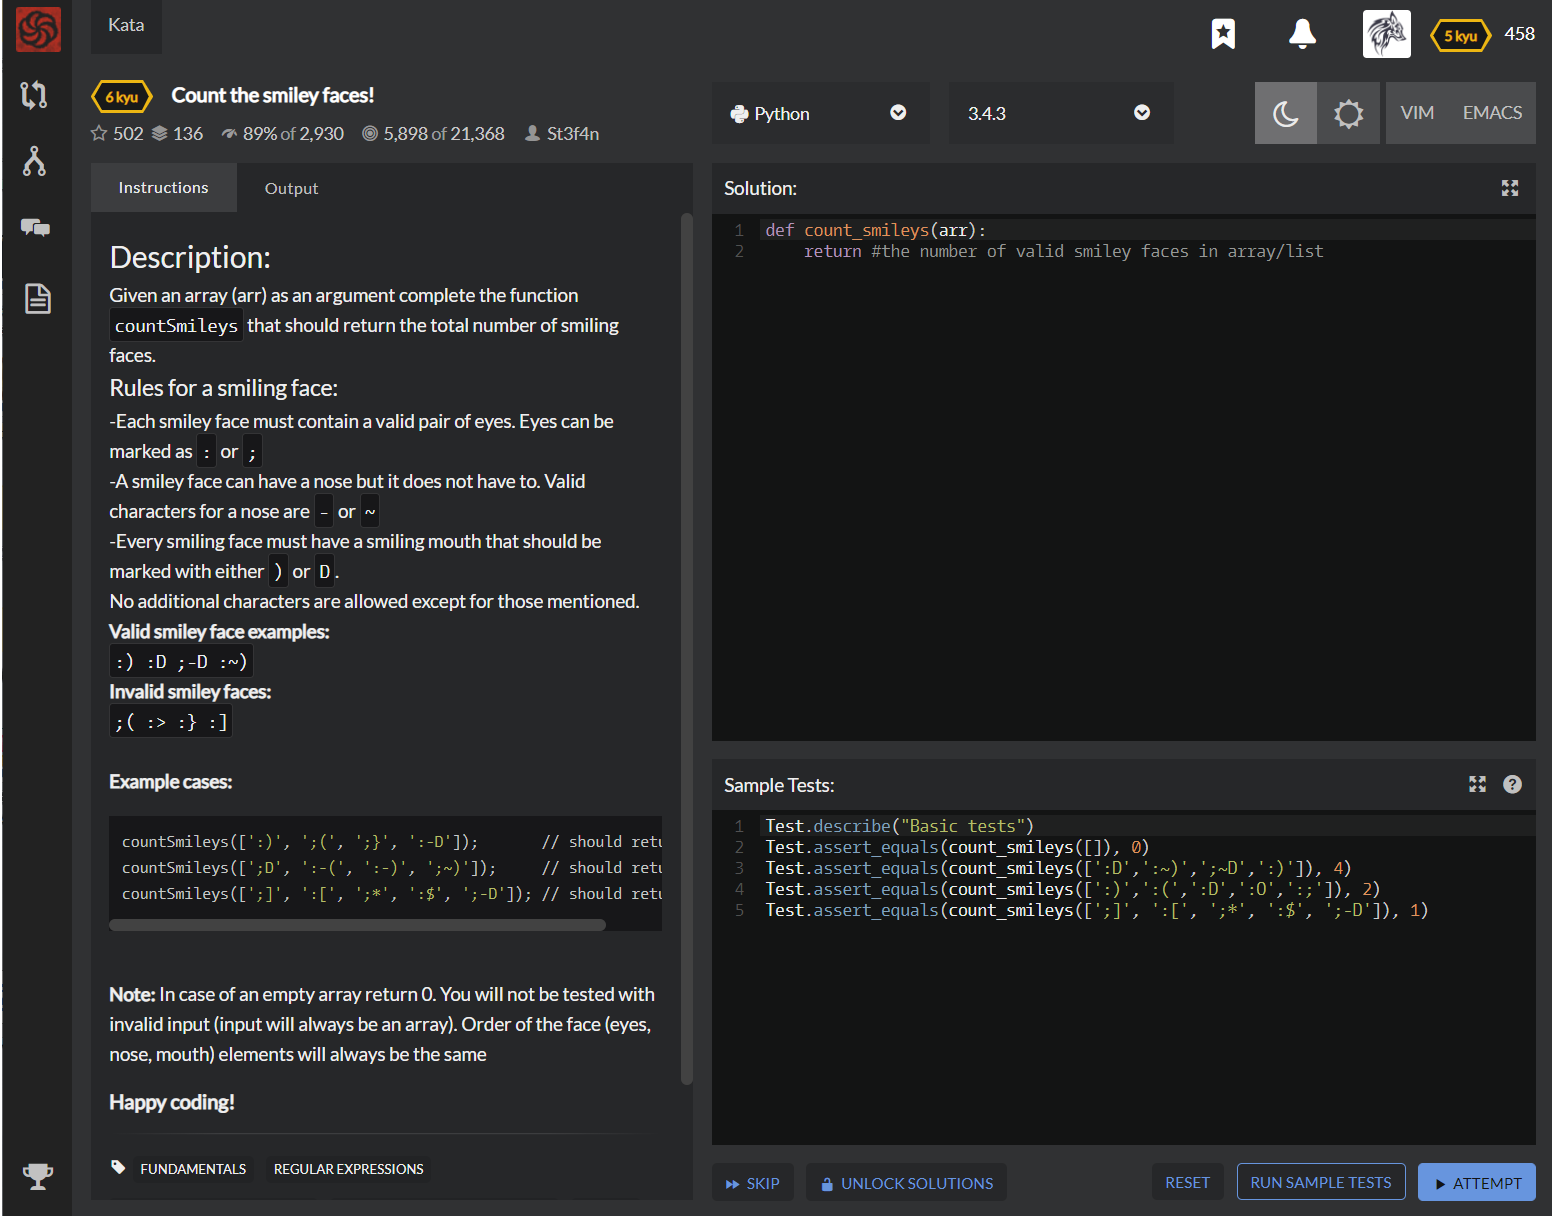 Kata
5 kyu 458
6 kyu Count the smiley faces!
502 136 89% of 2,930 5,898 of 21,368 St3f4n
Python
3.4.3
VIM EMACS
Instructions Output
Description:
Given an array (arr) as an argument complete the function
countSmileys that should return the total number of smiling
faces.
Rules for a smiling face:
-Each smiley face must contain a valid pair of eyes. Eyes can be
marked as : or ;
-A smiley face can have a nose but it does not have to. Valid
characters for a nose are - or ~
-Every smiling face must have a smiling mouth that should be
marked with either ) or D.
No additional characters are allowed except for those mentioned.
Valid smiley face examples:
:) :D ;-D :~)
Invalid smiley faces:
;( :> :} :]
Example cases:
countSmileys([':)', ';(', ';}', ':-D']);       // should retu
countSmileys([';D', ':-(', ':-)', ';~)']);     // should retu
countSmileys([';]', ':[', ';*', ':$', ';-D']); // should retu
Note: In case of an empty array return 0. You will not be tested with
invalid input (input will always be an array). Order of the face (eyes,
nose, mouth) elements will always be the same
Happy coding!
FUNDAMENTALS REGULAR EXPRESSIONS
Solution:
1 def count_smileys(arr):
2     return #the number of valid smiley faces in array/list
Sample Tests:
1 Test.describe("Basic tests")
2 Test.assert_equals(count_smileys([]), 0)
3 Test.assert_equals(count_smileys([':D',':~)',';~D',':)']), 4)
4 Test.assert_equals(count_smileys([':)',':(',':D',':O',':;']), 2)
5 Test.assert_equals(count_smileys([';]', ':[', ';*', ':$', ';-D']), 1)
SKIP UNLOCK SOLUTIONS RESET RUN SAMPLE TESTS ATTEMPT